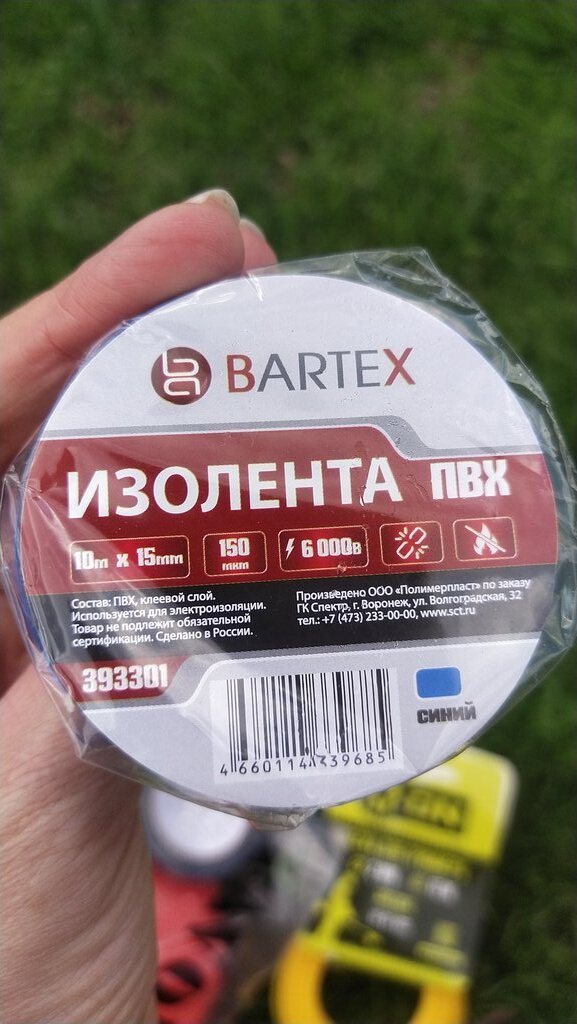 BARTEX
ИЗОЛЕНТА ПВХ
10m x 15mm
150 мкм
6 000в
Состав: ПВХ, клеевой слой.
Используется для электроизоляции.
Товар не подлежит обязательной
сертификации. Сделано в России.
Произведено ООО «Полимерпласт» по заказу
ГК Спектр, г. Воронеж, ул. Волгоградская, 32
тел.: +7 (473) 233-00-00, www.sct.ru
393301
4 660114 439685
синий